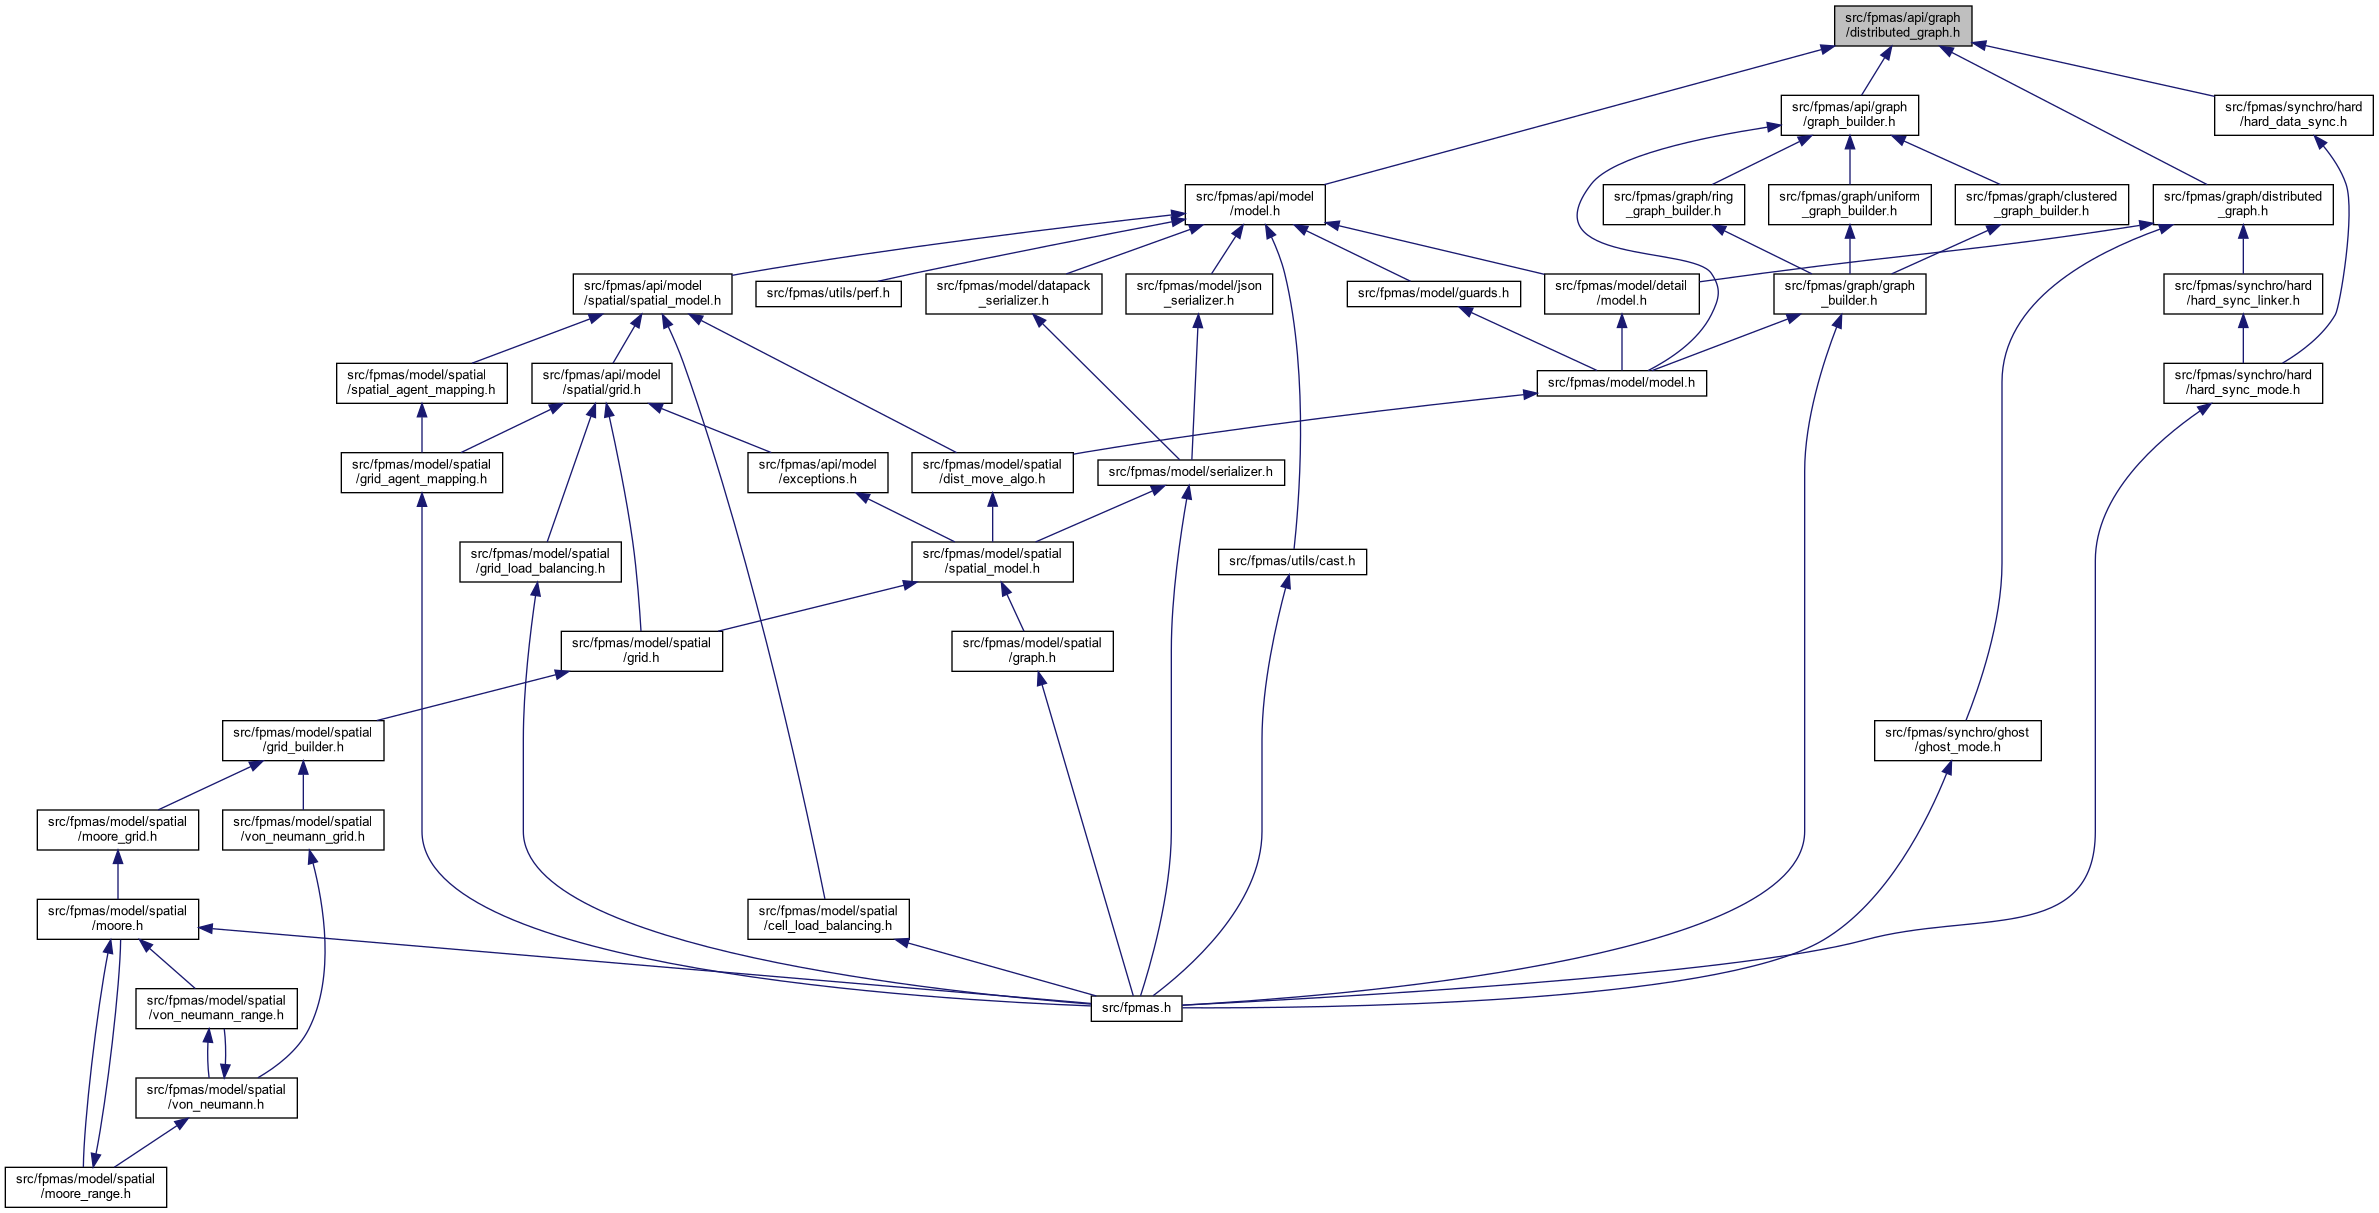 src/fpmas/api/graph
/distributed_graph.h
src/fpmas/api/graph
/graph_builder.h
src/fpmas/synchro/hard
/hard_data_sync.h
src/fpmas/api/model
/model.h
src/fpmas/graph/ring
_graph_builder.h
src/fpmas/graph/uniform
_graph_builder.h
src/fpmas/graph/clustered
_graph_builder.h
src/fpmas/graph/distributed
_graph.h
src/fpmas/api/model
/spatial/spatial_model.h
src/fpmas/utils/perf.h
src/fpmas/model/datapack
_serializer.h
src/fpmas/model/json
_serializer.h
src/fpmas/model/guards.h
src/fpmas/model/detail
/model.h
src/fpmas/graph/graph
_builder.h
src/fpmas/synchro/hard
/hard_sync_linker.h
src/fpmas/model/spatial
/spatial_agent_mapping.h
src/fpmas/api/model
/spatial/grid.h
src/fpmas/model/model.h
src/fpmas/synchro/hard
/hard_sync_mode.h
src/fpmas/model/spatial
/grid_agent_mapping.h
src/fpmas/api/model
/exceptions.h
src/fpmas/model/spatial
/dist_move_algo.h
src/fpmas/model/serializer.h
src/fpmas/model/spatial
/grid_load_balancing.h
src/fpmas/model/spatial
/spatial_model.h
src/fpmas/utils/cast.h
src/fpmas/model/spatial
/grid.h
src/fpmas/model/spatial
/graph.h
src/fpmas/model/spatial
/grid_builder.h
src/fpmas/synchro/ghost
/ghost_mode.h
src/fpmas/model/spatial
/moore_grid.h
src/fpmas/model/spatial
/von_neumann_grid.h
src/fpmas/model/spatial
/moore.h
src/fpmas/model/spatial
/cell_load_balancing.h
src/fpmas/model/spatial
/von_neumann_range.h
src/fpmas.h
src/fpmas/model/spatial
/von_neumann.h
src/fpmas/model/spatial
/moore_range.h